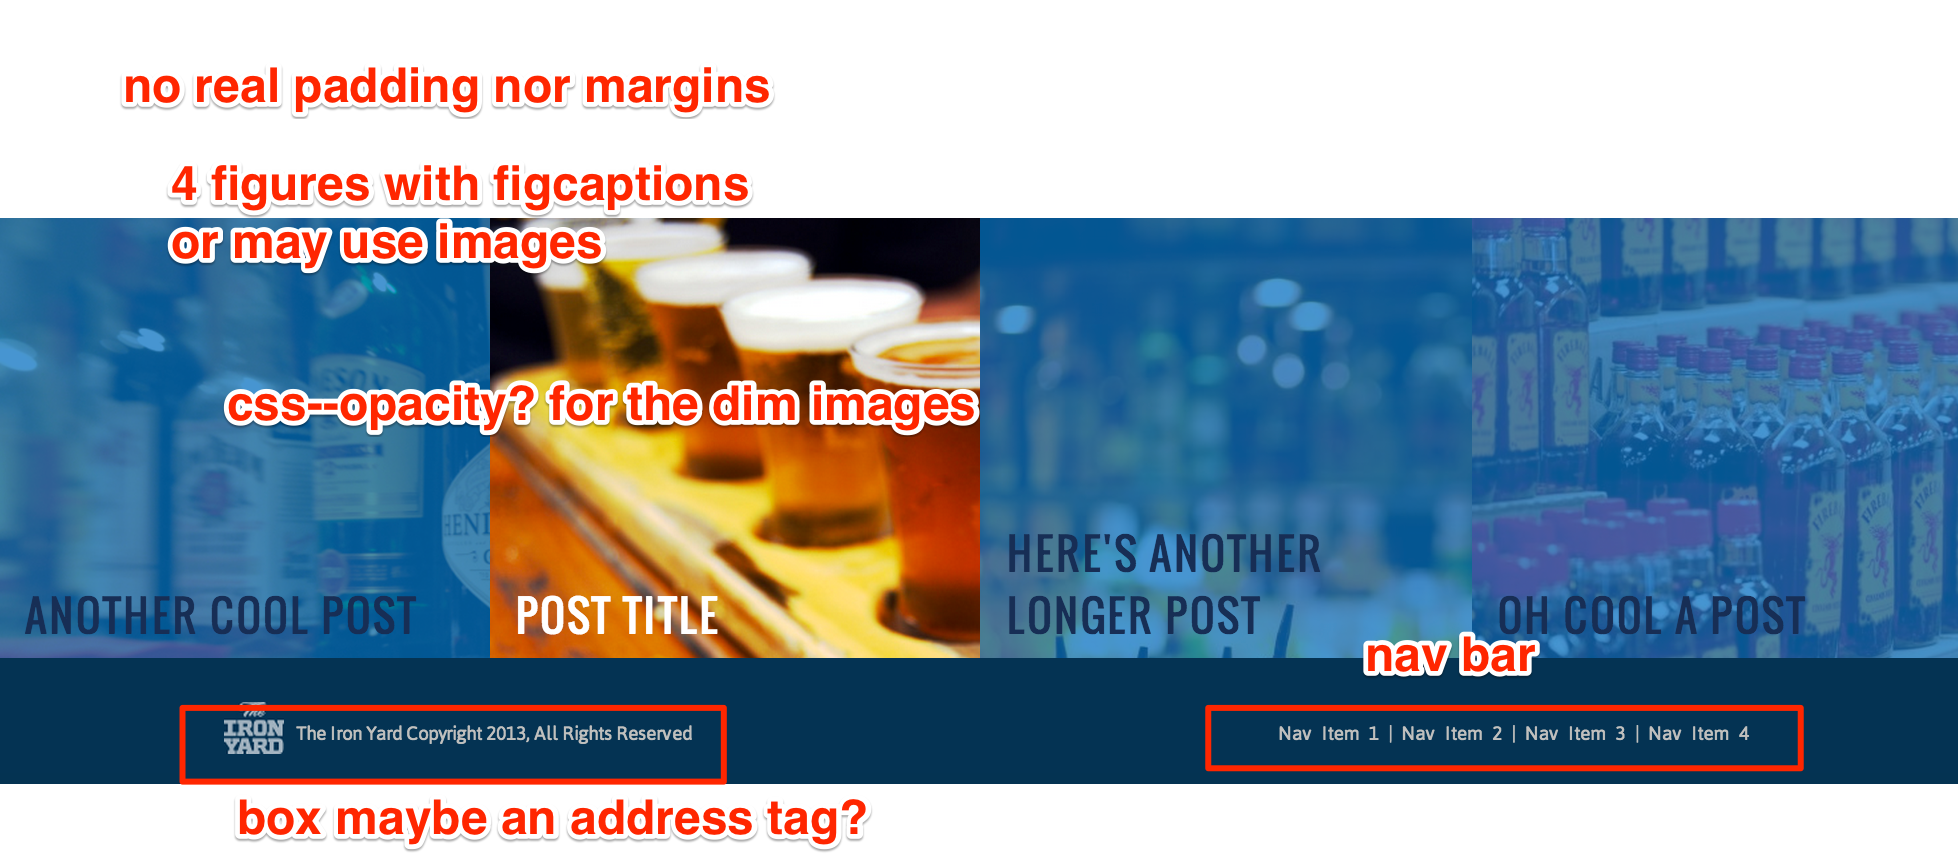 no real padding nor margins
4 figures with figcaptions
or may use images
css--opacity? for the dim images
HENI
FIREBALL
ANOTHER COOL POST
POST TITLE
HERE'S ANOTHER
LONGER POST
OH COOL A POST
nav bar
The
IRON
YARD
The Iron Yard Copyright 2013, All Rights Reserved
Nav Item 1 | Nav Item 2 | Nav Item 3 | Nav Item 4
box maybe an address tag?